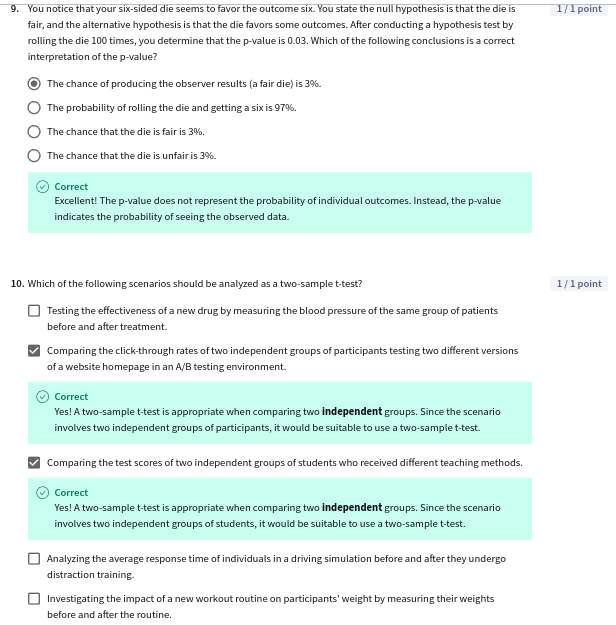 9. You notice that your six-sided die seems to favor the outcome six. You state the null hypothesis is that the die is 1 / 1 point
fair, and the alternative hypothesis is that the die favors some outcomes. After conducting a hypothesis test by
rolling the die 100 times, you determine that the p-value is 0.03. Which of the following conclusions is a correct
interpretation of the p-value?
The chance of producing the observer results (a fair die) is 3%.
The probability of rolling the die and getting a six is 97%.
The chance that the die is fair is 3%.
The chance that the die is unfair is 3%.
Correct
Excellent! The p-value does not represent the probability of individual outcomes. Instead, the p-value
indicates the probability of seeing the observed data.
10. Which of the following scenarios should be analyzed as a two-sample t-test? 1 / 1 point
Testing the effectiveness of a new drug by measuring the blood pressure of the same group of patients
before and after treatment.
Comparing the click-through rates of two independent groups of participants testing two different versions
of a website homepage in an A/B testing environment.
Correct
Yes! A two-sample t-test is appropriate when comparing two independent groups. Since the scenario
involves two independent groups of participants, it would be suitable to use a two-sample t-test.
Comparing the test scores of two independent groups of students who received different teaching methods.
Correct
Yes! A two-sample t-test is appropriate when comparing two independent groups. Since the scenario
involves two independent groups of students, it would be suitable to use a two-sample t-test.
Analyzing the average response time of individuals in a driving simulation before and after they undergo
distraction training.
Investigating the impact of a new workout routine on participants' weight by measuring their weights
before and after the routine.